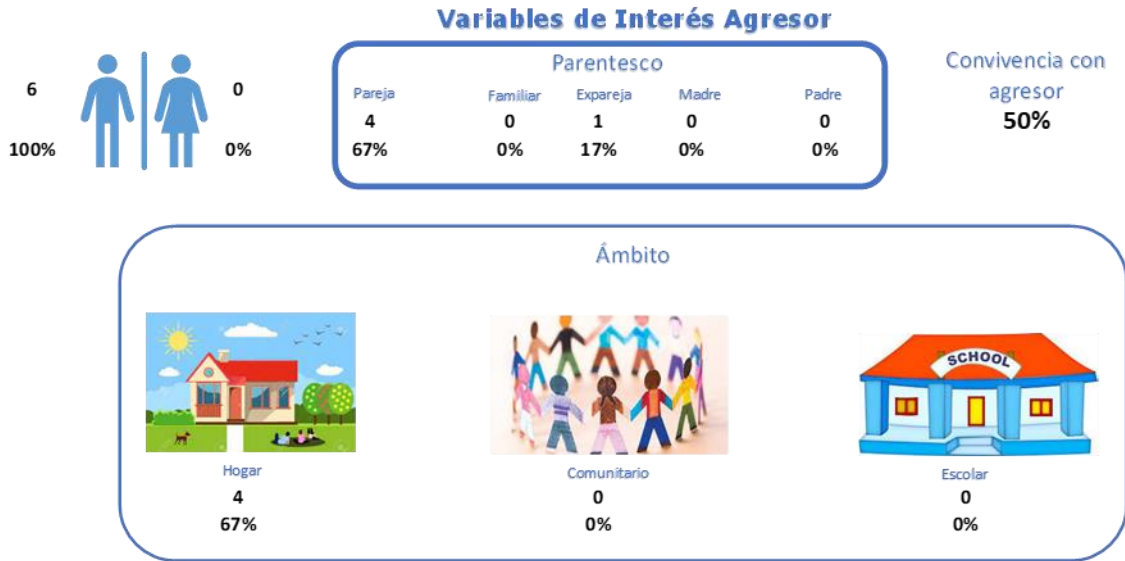 Variables de Interés Agresor
6
0
100%
0%
Parentesco
Pareja Familiar Expareja Madre Padre
4 0 1 0 0
67% 0% 17% 0% 0%
Convivencia con
agresor
50%
Ámbito
SCHOOL
Hogar Comunitario Escolar
4 0 0
67% 0% 0%